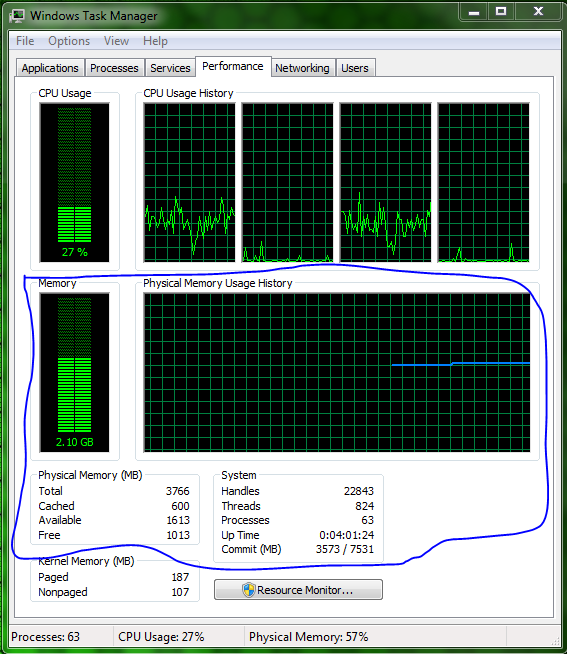 Windows Task Manager
File Options View Help
Applications Processes Services Performance Networking Users
CPU Usage CPU Usage History
27 %
Memory Physical Memory Usage History
2.10 GB
Physical Memory (MB)
Total 3766
Cached 600
Available 1613
Free 1013
System
Handles 22843
Threads 824
Processes 63
Up Time 0:04:01:24
Commit (MB) 3573 / 7531
Kernel Memory (MB)
Paged 187
Nonpaged 107
Resource Monitor...
Processes: 63 CPU Usage: 27% Physical Memory: 57%